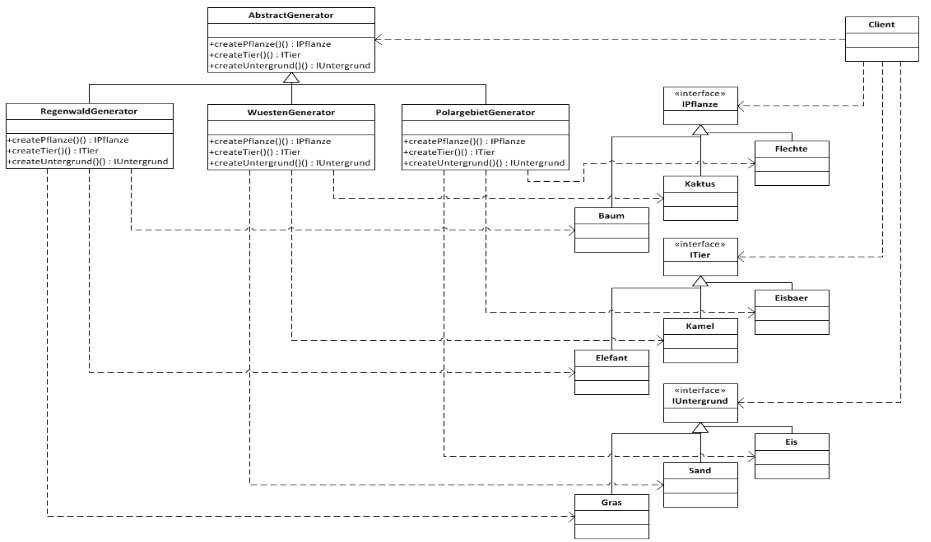 AbstractGenerator
+createPflanze()() : IPflanze
+createTier()() : ITier
+createUntergrund()() : IUntergrund
Client
RegenwaldGenerator
+createPflanze()() : IPflanze
+createTier()() : ITier
+createUntergrund()() : IUntergrund
WuestenGenerator
+createPflanze()() : IPflanze
+createTier()() : ITier
+createUntergrund()() : IUntergrund
PolargebietGenerator
+createPflanze()() : IPflanze
+createTier()() : ITier
+createUntergrund()() : IUntergrund
«interface»
IPflanze
Flechte
Kaktus
Baum
«interface»
ITier
Eisbaer
Kamel
Elefant
«interface»
IUntergrund
Eis
Sand
Gras